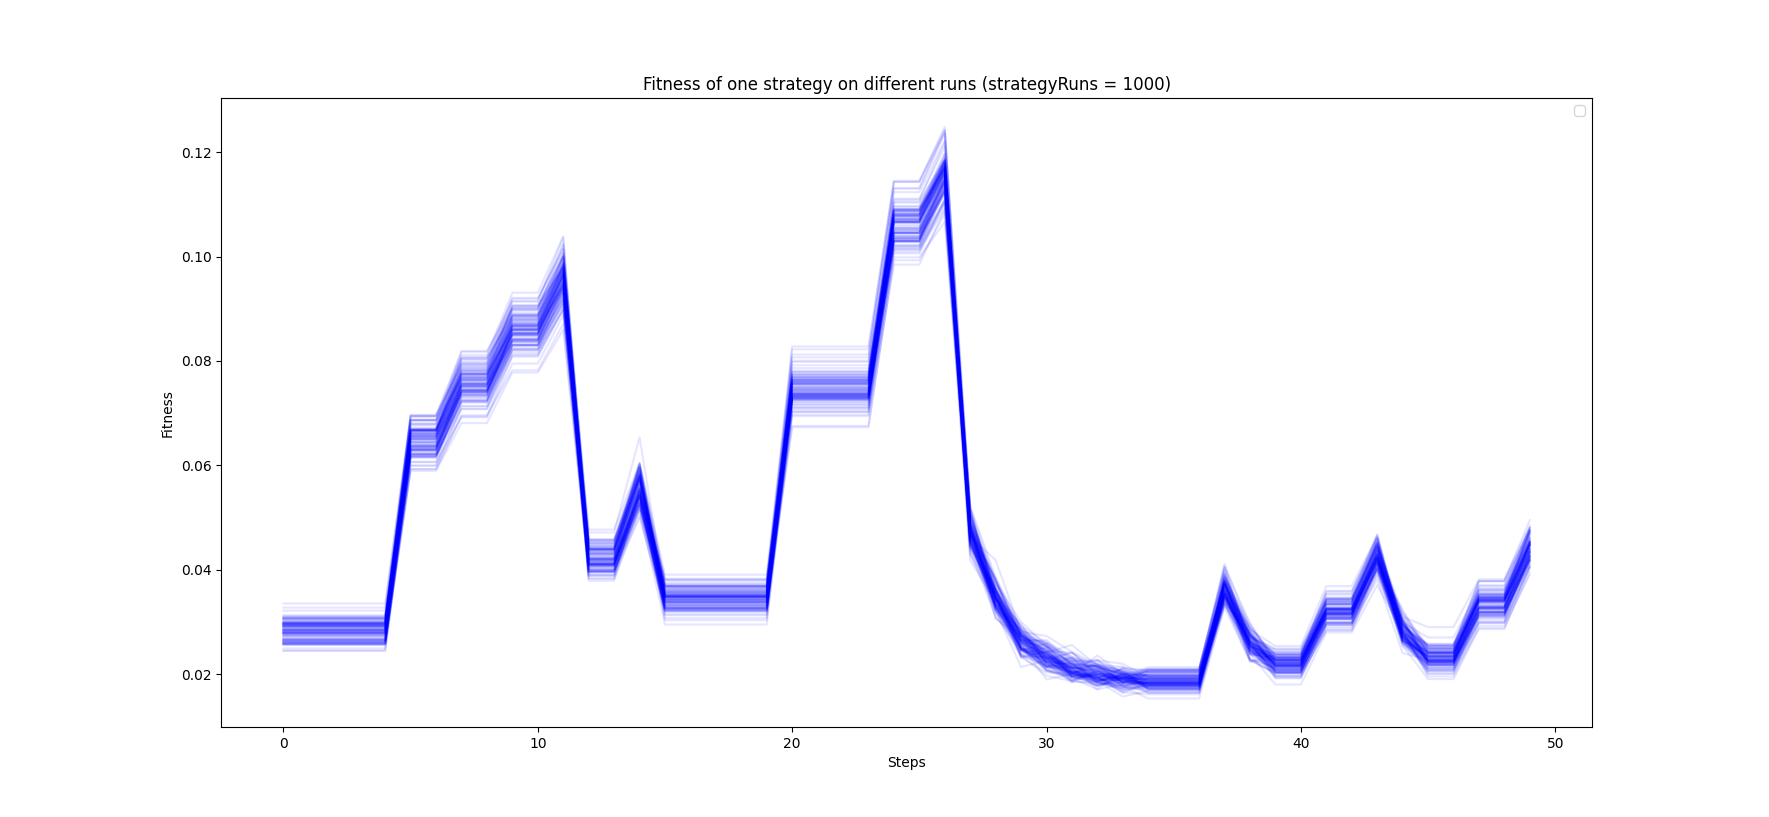 Fitness of one strategy on different runs (strategyRuns = 1000)
0.12
0.10
0.08
0.06
0.04
0.02
Fitness
0 10 20 30 40 50
Steps